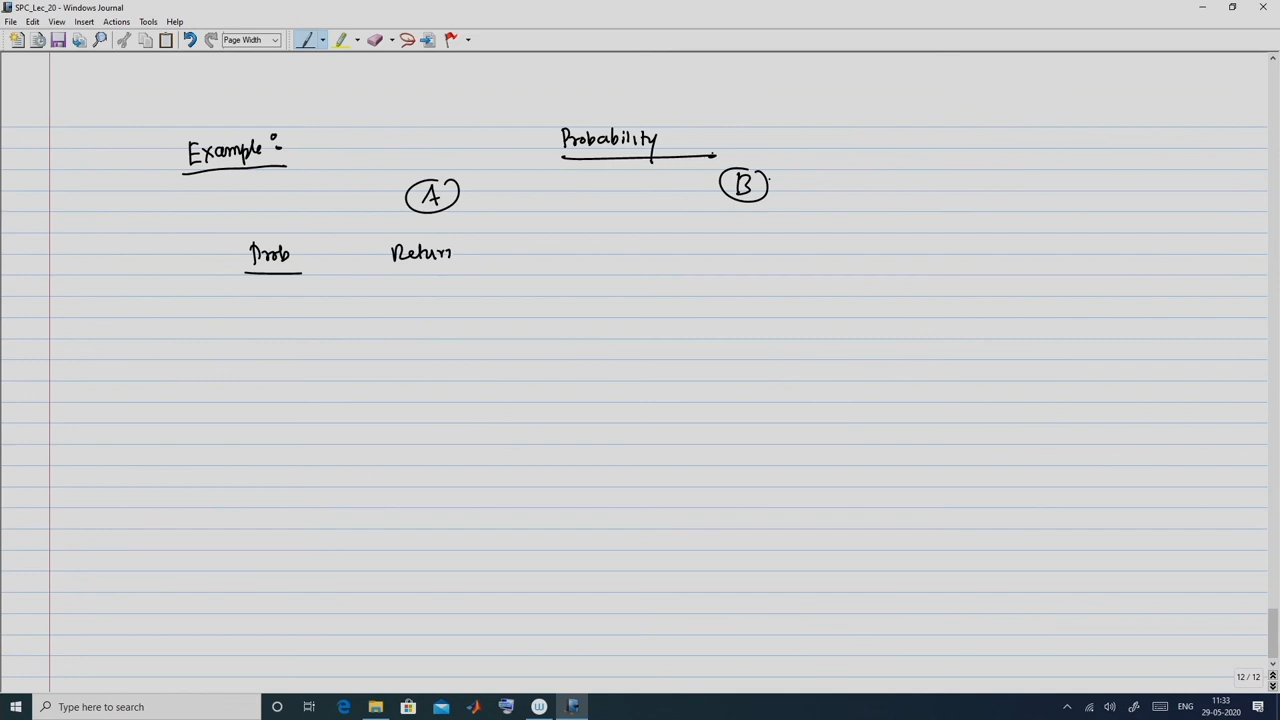 SPC_Lec_20 - Windows Journal
File Edit View Insert Actions Tools Help
Page Width
Example:
Probability
A
B
Prob Return
12 / 12
Type here to search
ENG
11:33
29-05-2020